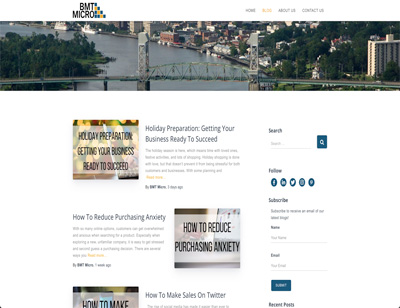 BMT
MICRO
HOME
BLOG
ABOUT US
CONTACT US
HOLIDAY PREPARATION:
GETTING YOUR
BUSINESS READY TO
SUCCEED
Holiday Preparation: Getting Your
Business Ready To Succeed
The holiday season is here, which means time with loved ones,
festive activities, and lots of shopping. Holiday shopping is done
with love, but that doesn't prevent it from being stressful for both
customers and businesses. With some planning and
Read more…
By BMT Micro, 3 days ago
How To Reduce Purchasing Anxiety
With so many online options, customers can get overwhelmed
and anxious when searching for a product. Especially when
exploring a new, unfamiliar company, it is easy to get stressed
and second-guess a purchasing decision. There are several
ways
Read more…
By BMT Micro, 1 week ago
HOW TO REDUCE
PURCHASING ANXIETY
HOW TO MAKE
How To Make Sales On Twitter
Search
Search …
Follow
Subscribe
Subscribe to receive an email of our
latest blogs!
Name
Name
Email
Your Email
SUBMIT
Recent Posts